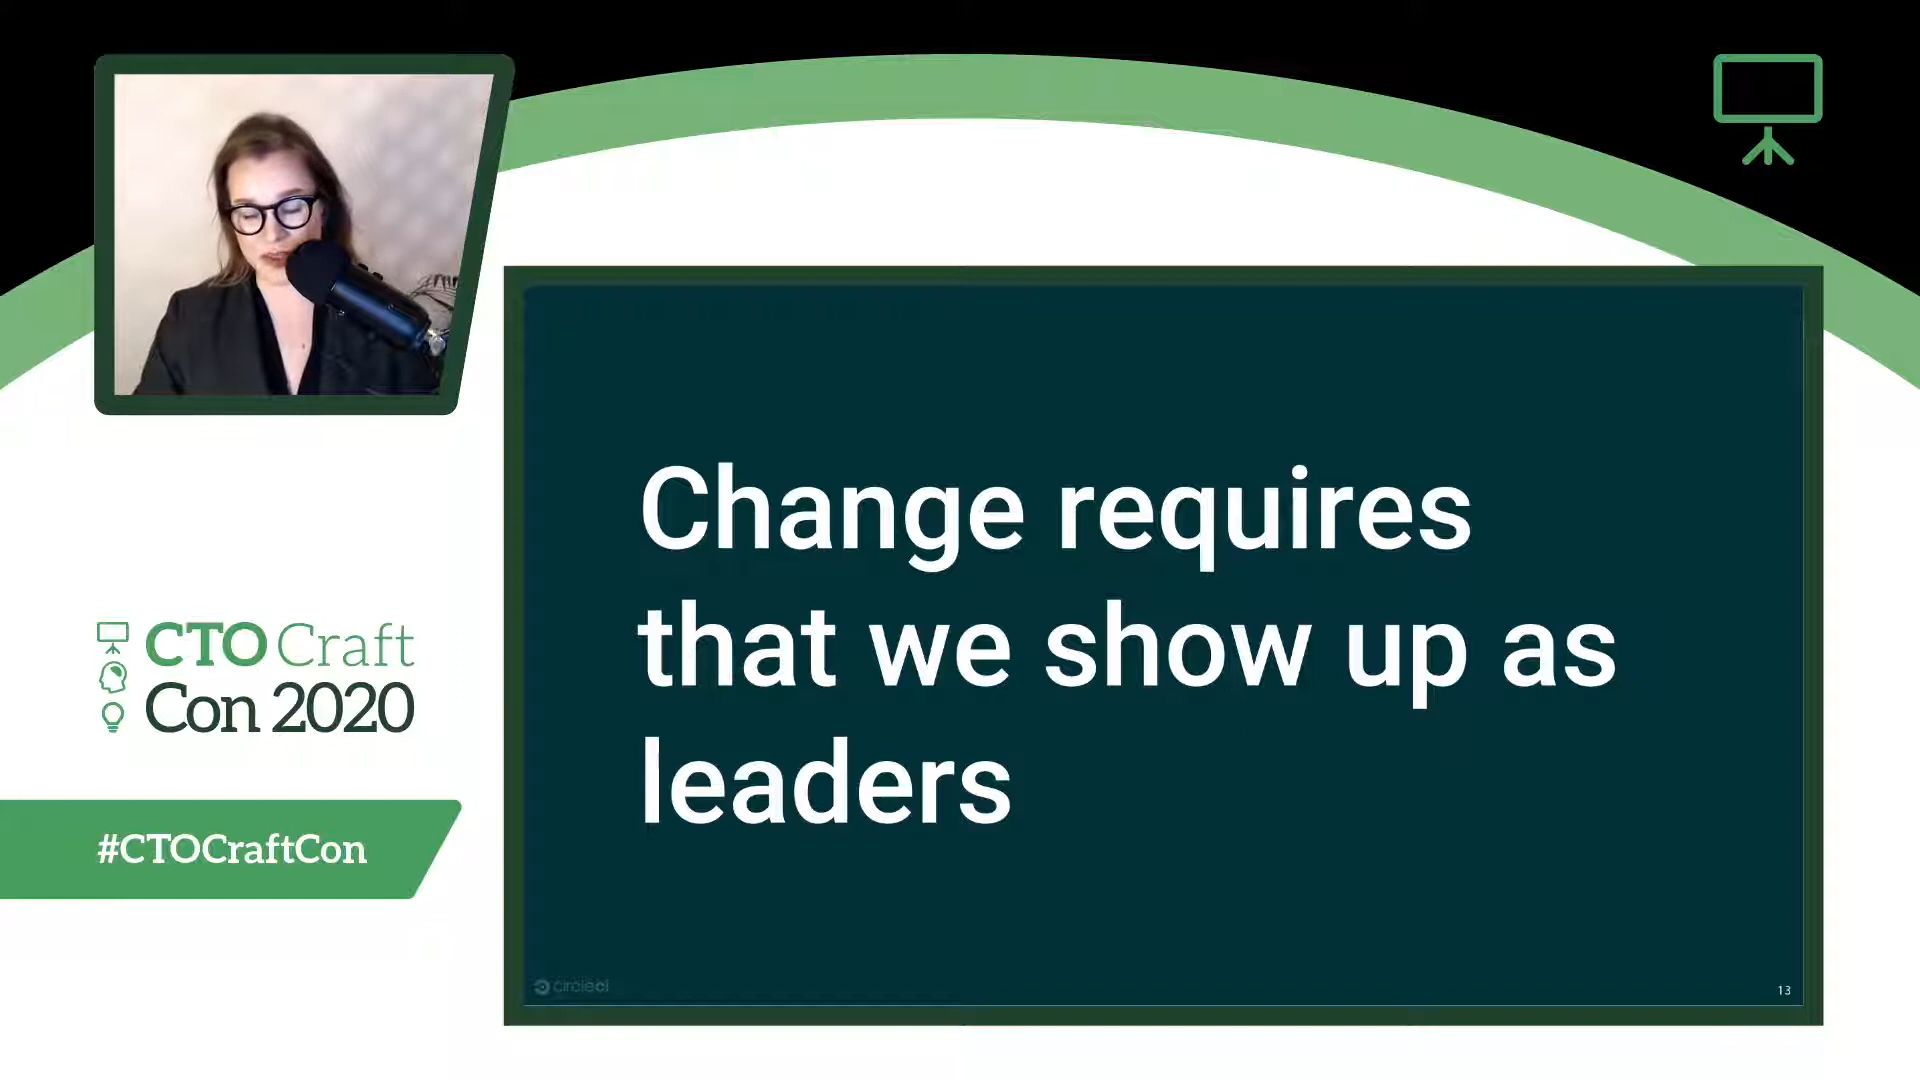 Change requires
that we show up as
leaders
circleci
13
CTO Craft
Con 2020
#CTOCraftCon